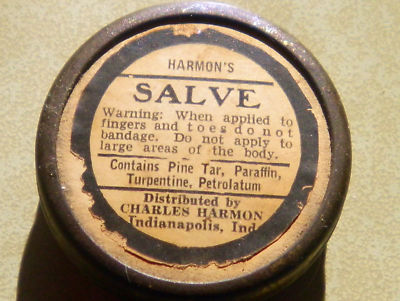 HARMON'S
SALVE
Warning: When applied to
fingers and toes do not
bandage. Do not apply to
large areas of the body.
Contains Pine Tar, Paraffin,
Turpentine, Petrolatum
Distributed by
CHARLES HARMON
Indianapolis, Ind